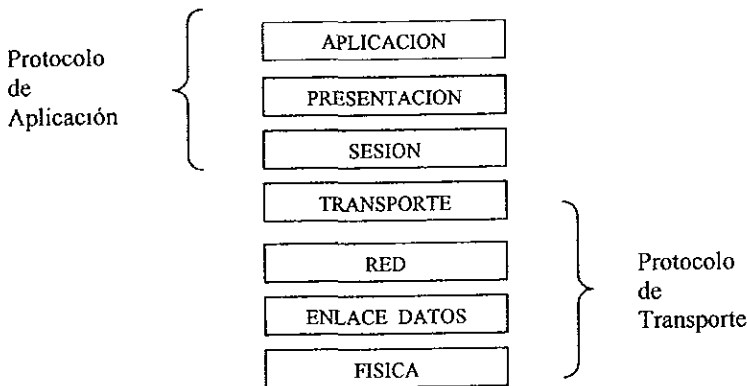 Protocolo
de
Aplicación
APLICACION
PRESENTACION
SESION
TRANSPORTE
RED
ENLACE DATOS
FISICA
Protocolo
de
Transporte